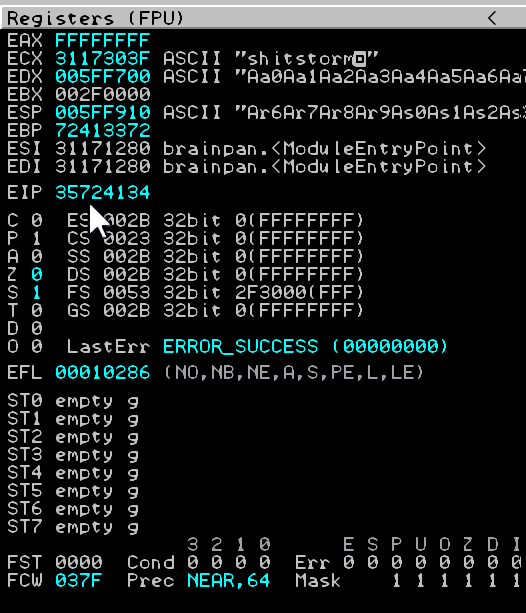 Registers (FPU) <
EAX FFFFFFFF
ECX 3117303F ASCII "shitstorm"
EDX 005FF700 ASCII "Aa0Aa1Aa2Aa3Aa4Aa5Aa6Aa7
EBX 002F0000
ESP 005FF910 ASCII "Ar6Ar7Ar8Ar9As0As1As2As3
EBP 72413372
ESI 31171280 brainpan.<ModuleEntryPoint>
EDI 31171280 brainpan.<ModuleEntryPoint>
EIP 35724134
C 0 ES 002B 32bit 0(FFFFFFFF)
P 1 CS 0023 32bit 0(FFFFFFFF)
A 0 SS 002B 32bit 0(FFFFFFFF)
Z 0 DS 002B 32bit 0(FFFFFFFF)
S 1 FS 0053 32bit 2F3000(FFF)
T 0 GS 002B 32bit 0(FFFFFFFF)
D 0
O 0 LastErr ERROR_SUCCESS (00000000)
EFL 00010286 (NO,NB,NE,A,S,PE,L,LE)
ST0 empty g
ST1 empty g
ST2 empty g
ST3 empty g
ST4 empty g
ST5 empty g
ST6 empty g
ST7 empty g
3 2 1 0 E S P U O Z D I
FST 0000 Cond 0 0 0 0 Err 0 0 0 0 0 0 0 0
FCW 037F Prec NEAR,64 Mask 1 1 1 1 1 1